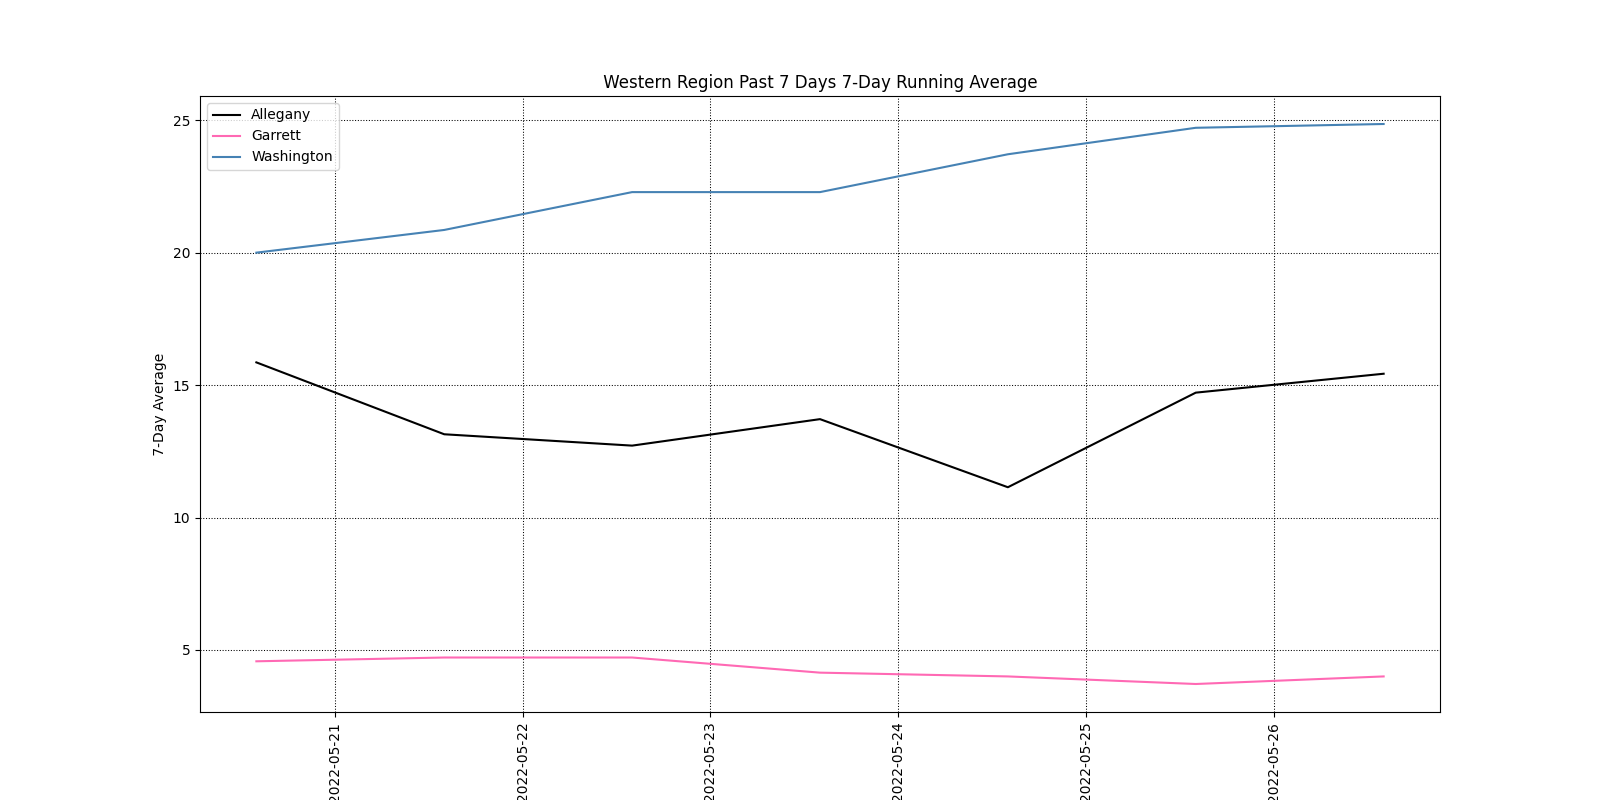 Western Region Past 7 Days 7-Day Running Average
Allegany
Garrett
Washington
25
20
15
10
5
7-Day Average
2022-05-21
2022-05-22
2022-05-23
2022-05-24
2022-05-25
2022-05-26